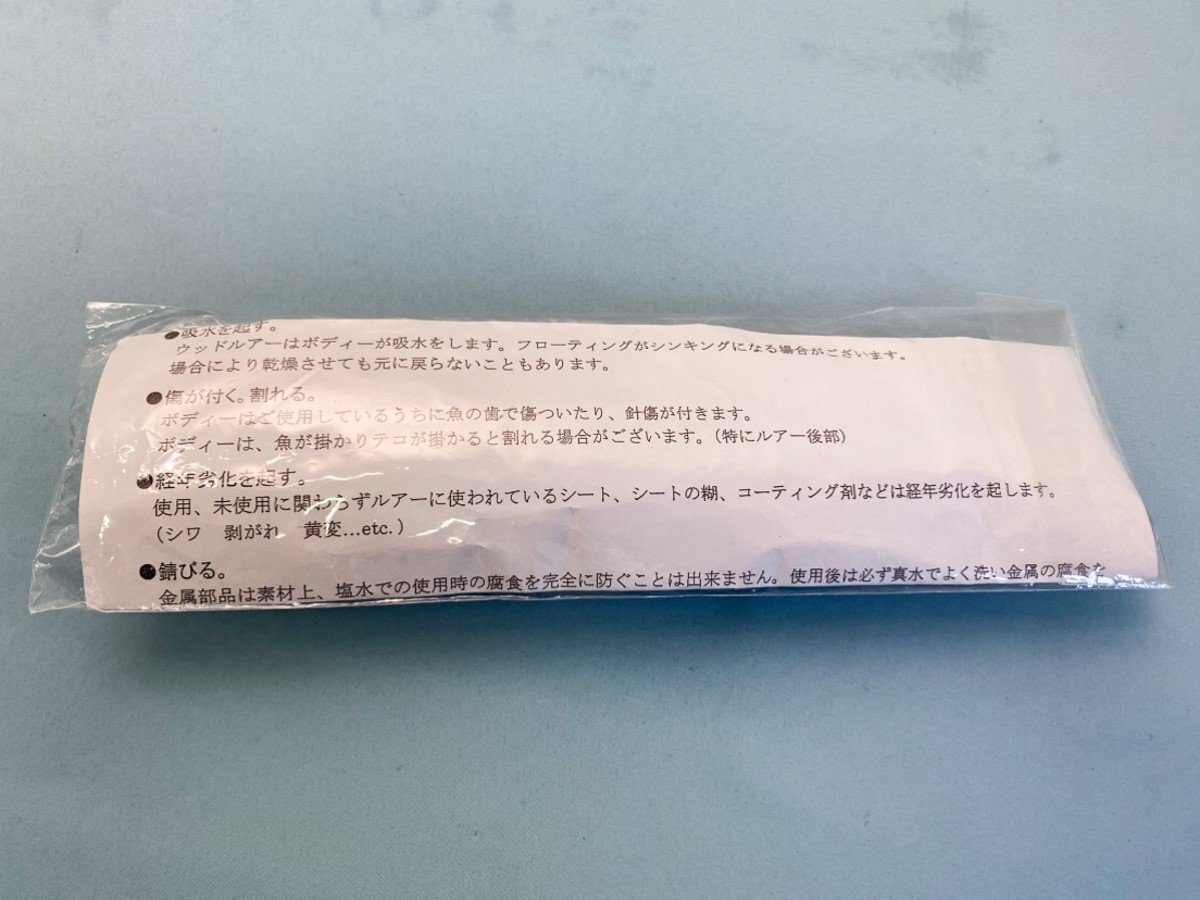 ●吸水を起す。
ウッドルアーはボディーが吸水をします。フローティングがシンキングになる場合がございます。
場合により乾燥させても元に戻らないこともあります。
●傷が付く。割れる。
ボディーはご使用しているうちに魚の歯で傷ついたり、針傷が付きます。
ボディーは、魚が掛かりテコが掛かると割れる場合がございます。（特にルアー後部）
●経年劣化を起す。
使用、未使用に関わらずルアーに使われているシート、シートの糊、コーティング剤などは経年劣化を起します。
（シワ　剥がれ　黄変…etc.）
●錆びる。
金属部品は素材上、塩水での使用時の腐食を完全に防ぐことは出来ません。使用後は必ず真水でよく洗い金属の腐食を